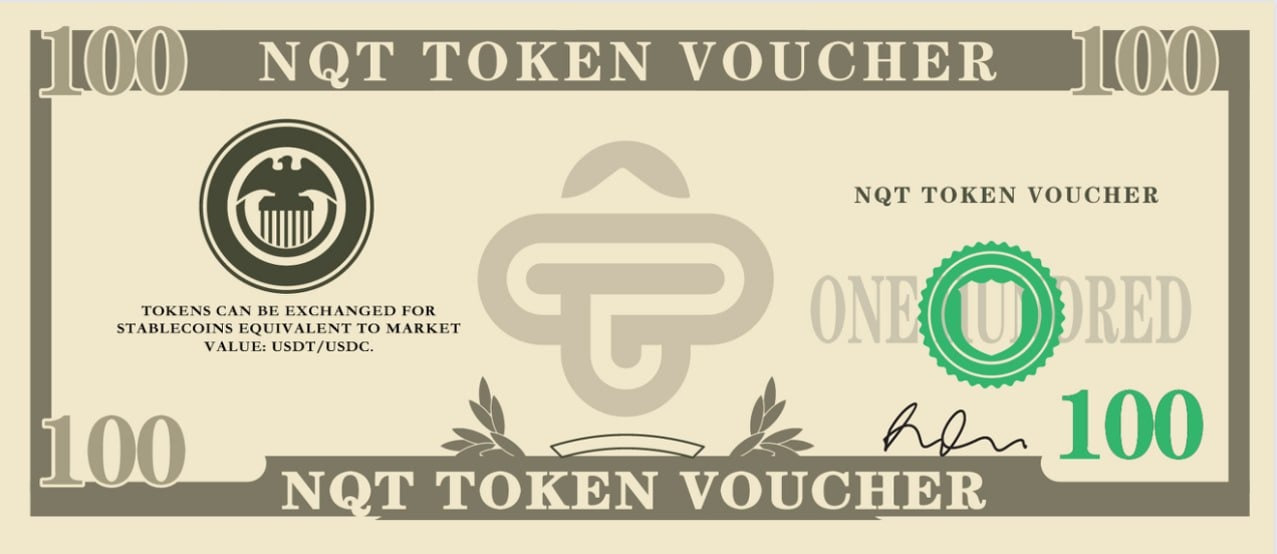 100 NQT TOKEN VOUCHER 100
NQT TOKEN VOUCHER
TOKENS CAN BE EXCHANGED FOR
STABLECOINS EQUIVALENT TO MARKET
VALUE: USDT/USDC.
ONE HUNDRED
100
100
NQT TOKEN VOUCHER